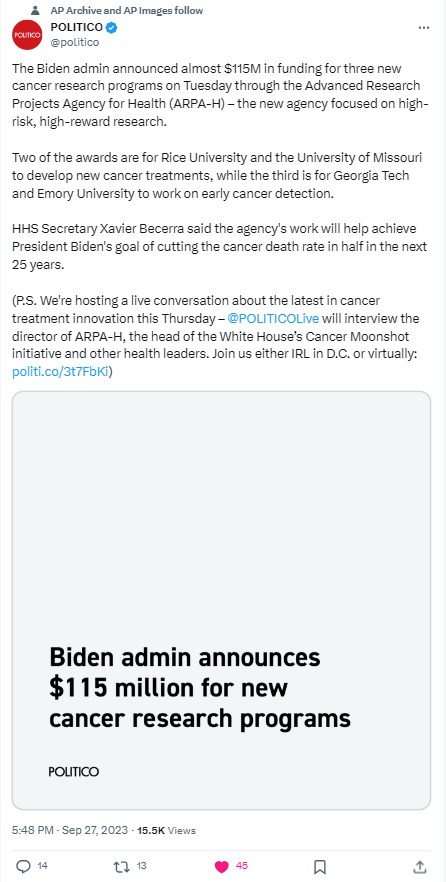 AP Archive and AP Images follow
POLITICO
@politico
POLITICO
The Biden admin announced almost $115M in funding for three new
cancer research programs on Tuesday through the Advanced Research
Projects Agency for Health (ARPA-H) – the new agency focused on high-
risk, high-reward research.
Two of the awards are for Rice University and the University of Missouri
to develop new cancer treatments, while the third is for Georgia Tech
and Emory University to work on early cancer detection.
HHS Secretary Xavier Becerra said the agency's work will help achieve
President Biden's goal of cutting the cancer death rate in half in the next
25 years.
(P.S. We're hosting a live conversation about the latest in cancer
treatment innovation this Thursday – @POLITICOLive will interview the
director of ARPA-H, the head of the White House's Cancer Moonshot
initiative and other health leaders. Join us either IRL in D.C. or virtually:
politi.co/3t7FbKi)
Biden admin announces
$115 million for new
cancer research programs
POLITICO
5:48 PM · Sep 27, 2023 · 15.5K Views
14 13 45